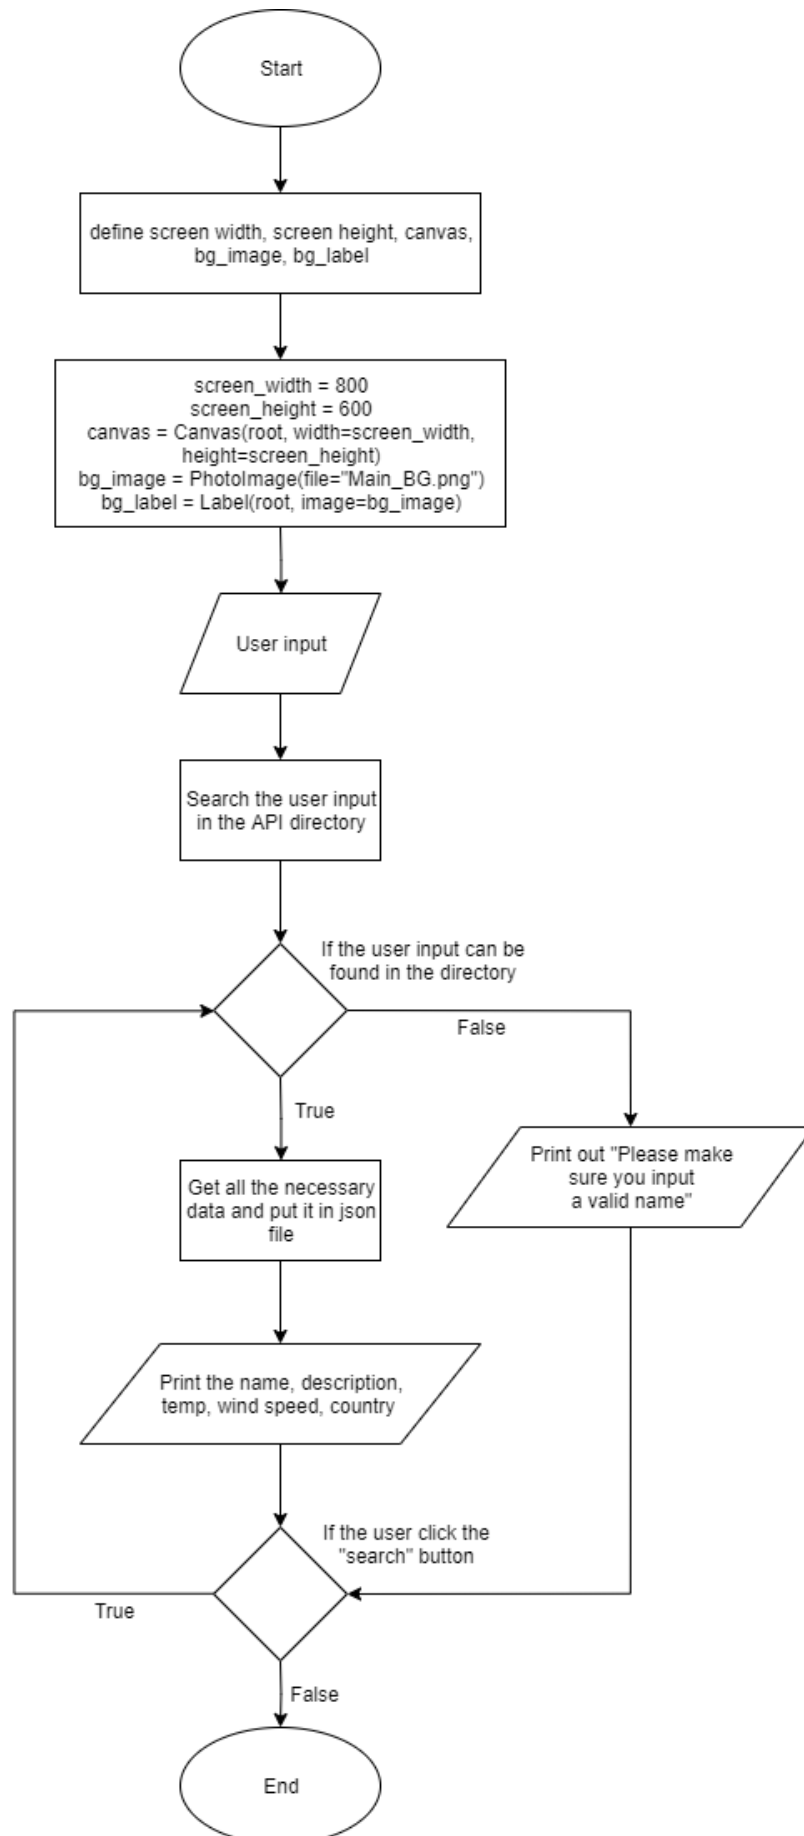 Start
define screen width, screen height, canvas,
bg_image, bg_label
screen_width = 800
screen_height = 600
canvas = Canvas(root, width=screen_width,
height=screen_height)
bg_image = PhotoImage(file="Main_BG.png")
bg_label = Label(root, image=bg_image)
User input
Search the user input
in the API directory
If the user input can be
found in the directory
False
True
Get all the necessary
data and put it in json
file
Print out "Please make
sure you input
a valid name"
Print the name, description,
temp, wind speed, country
If the user click the
"search" button
True
False
End